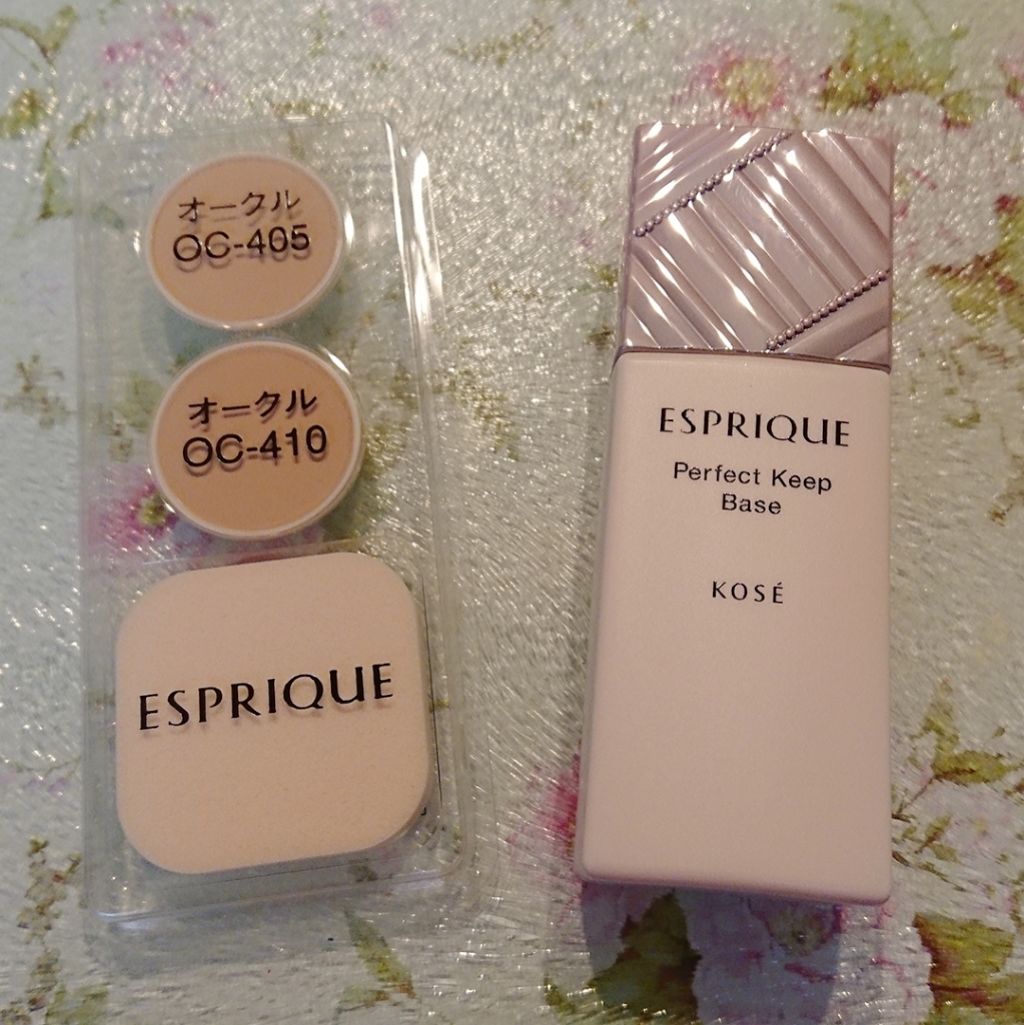 オークル
OC-405
オークル
OC-410
ESPRIQUE
ESPRIQUE
Perfect Keep
Base
KOSÉ